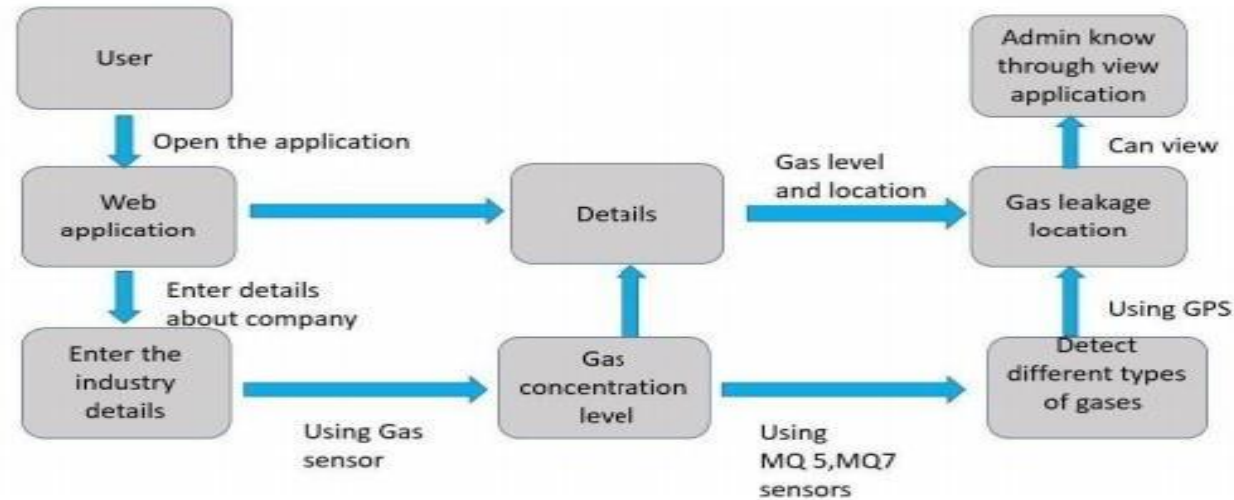 User
Admin know
through view
application
Open the application
Can view
Web
application
Details
Gas level
and location
Gas leakage
location
Enter details
about company
Using GPS
Enter the
industry
details
Gas
concentration
level
Detect
different types
of gases
Using Gas
sensor
Using
MQ 5,MQ7
sensors